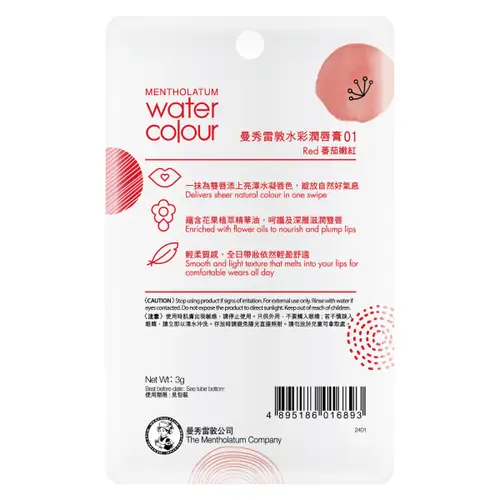 MENTHOLATUM
water
colour
曼秀雷敦水彩潤唇膏01
Red 蕃茄嫩紅
一抹為雙唇添上亮澤水凝唇色，綻放自然好氣息
Delivers sheer natural colour in one swipe
蘊含花果植萃精華油，呵護及深層滋潤雙唇
Enriched with flower oils to nourish and plump lips
輕柔質感，全日帶妝依然輕盈舒適
Smooth and light texture that melts into your lips for
comfortable wears all day
《CAUTION》Stop using product if signs of irritation. For external use only. Rinse with water if
eyes contacted. Do not expose the product to direct sunlight. Keep out of reach of children.
《注意》使用時肌膚出現敏感，請停止使用。只供外用，不要觸入眼睛；若不慎誤入
眼睛，請立即以清水沖洗。存放時請避免陽光直接照射。請勿放於兒童可拿取處。
Net Wt: 3g
Best before date: See tube bottom
使用期限：見包裝
4 895186 016893
曼秀雷敦公司
The Mentholatum Company
2401